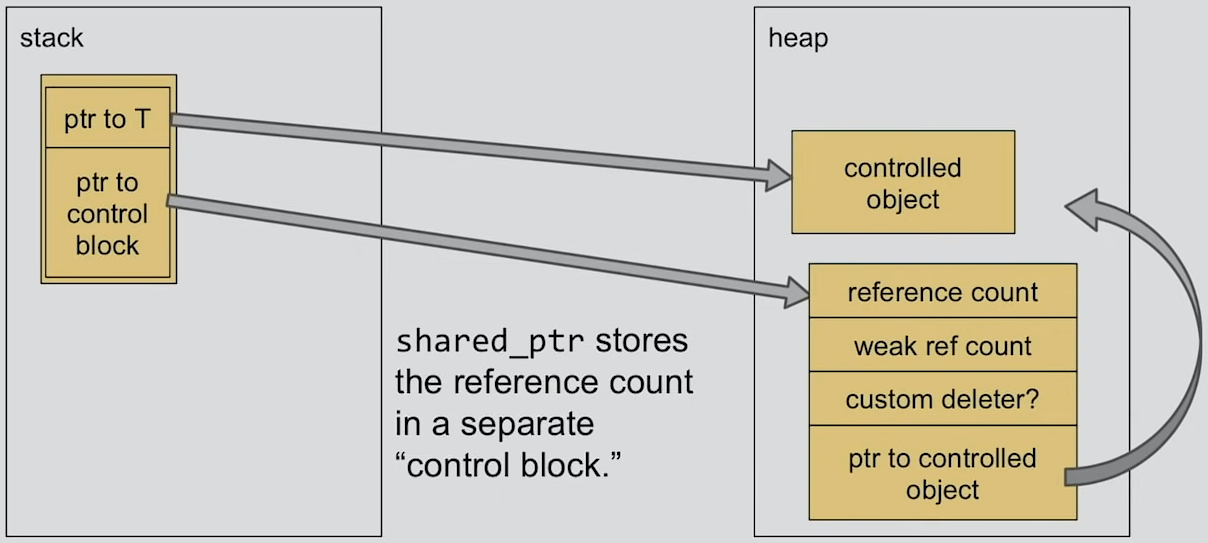 stack
ptr to T
ptr to
control
block
shared_ptr stores
the reference count
in a separate
“control block.”
heap
controlled
object
reference count
weak ref count
custom deleter?
ptr to controlled
object